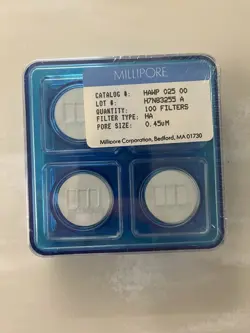 MILLIPORE
CATALOG #: HAWP 025 00
LOT #: H7NB3255 A
QUANTITY: 100 FILTERS
FILTER TYPE: HA
PORE SIZE: 0.45uM
Millipore Corporation, Bedford, MA 01730